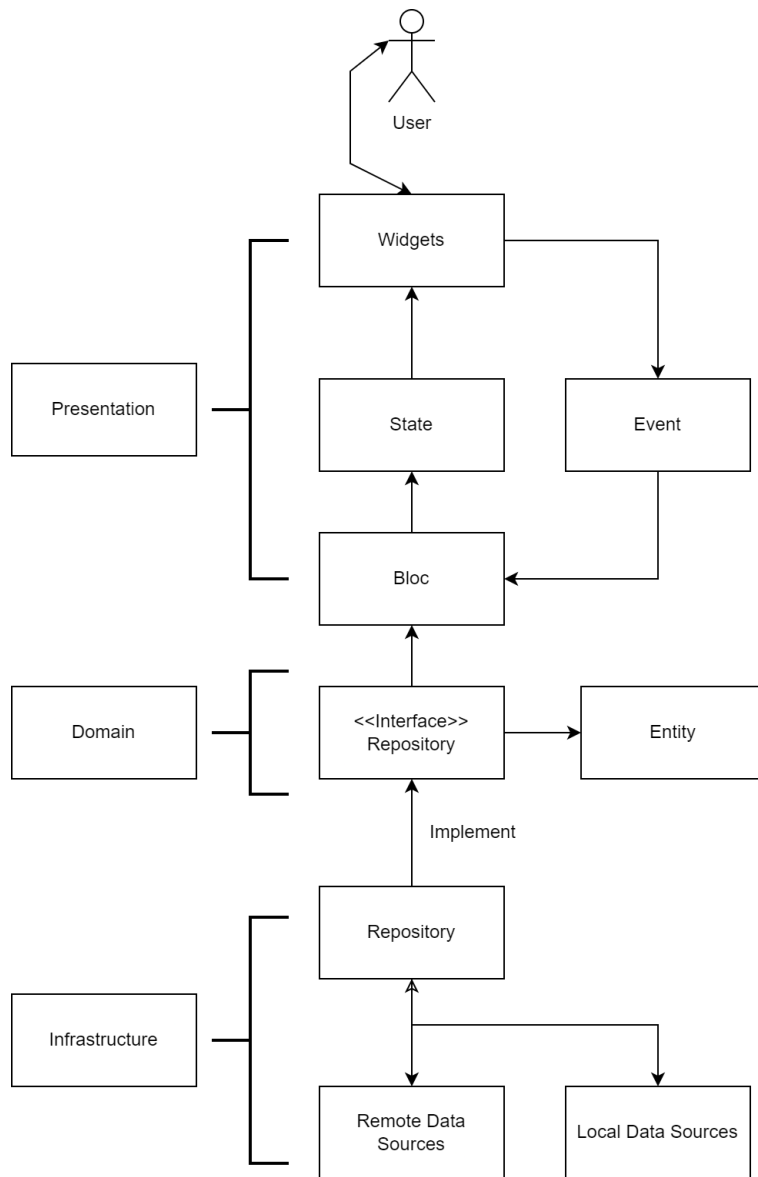 User
Widgets
Presentation
State
Event
Bloc
Domain
<<Interface>>
Repository
Entity
Implement
Repository
Infrastructure
Remote Data
Sources
Local Data Sources